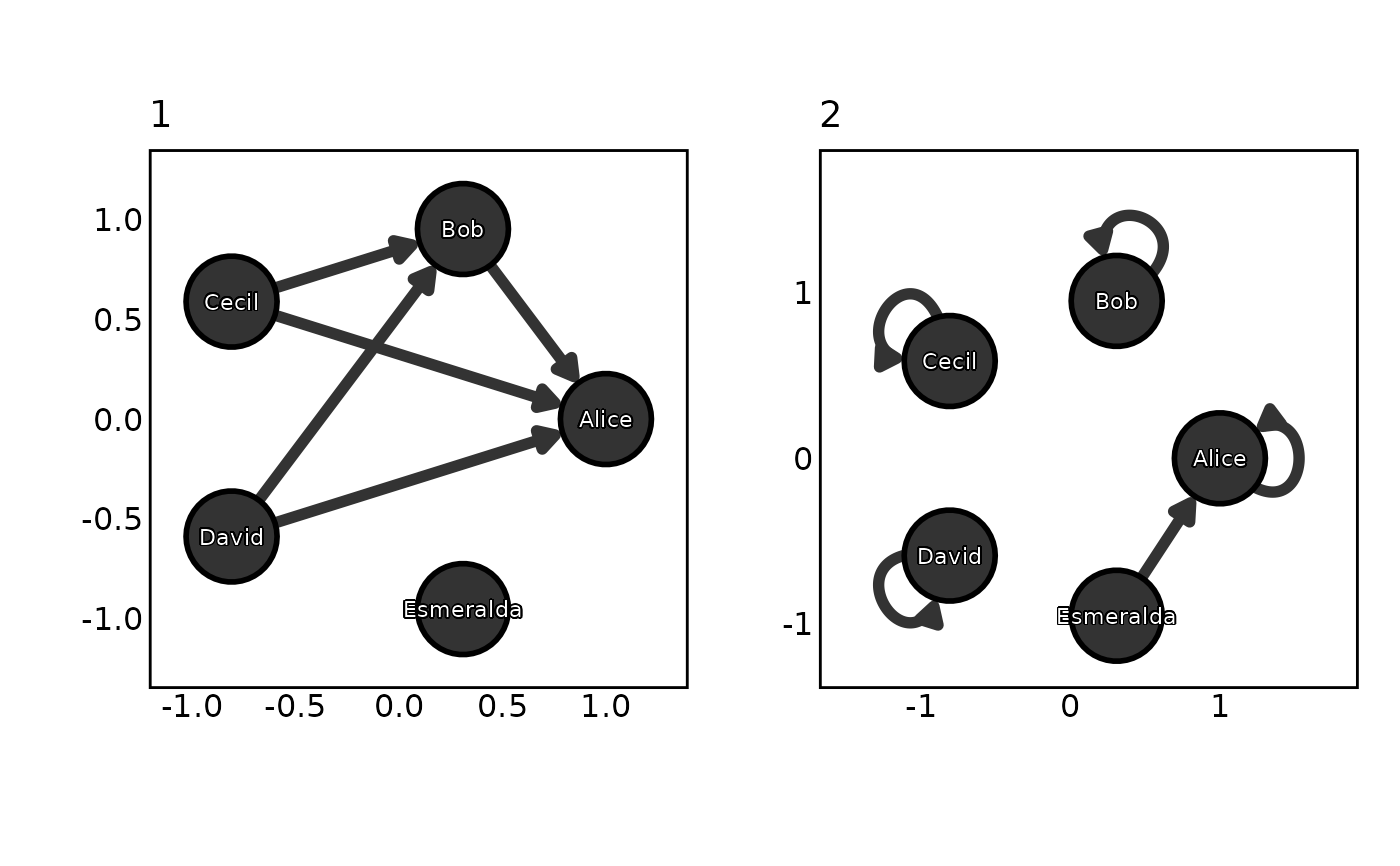 1
1.0
0.5
0.0
-0.5
-1.0
Bob
Cecil
Alice
David
Esmeralda
-1.0 -0.5 0.0 0.5 1.0
2
1
0
-1
Bob
Cecil
Alice
David
Esmeralda
-1 0 1